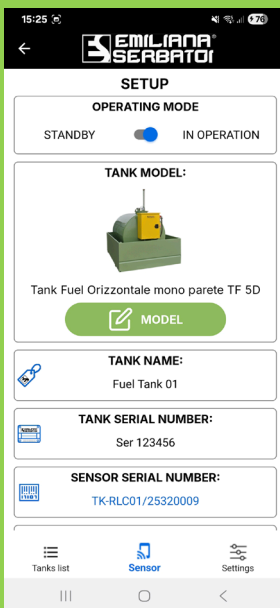 15:25
76
EMILIANA®
SERBATOI
SETUP
OPERATING MODE
STANDBY IN OPERATION
TANK MODEL:
Tank Fuel Orizzontale mono parete TF 5D
MODEL
TANK NAME:
Fuel Tank 01
TANK SERIAL NUMBER:
Ser 123456
SENSOR SERIAL NUMBER:
TK-RLC01/25320009
Tanks list Sensor Settings